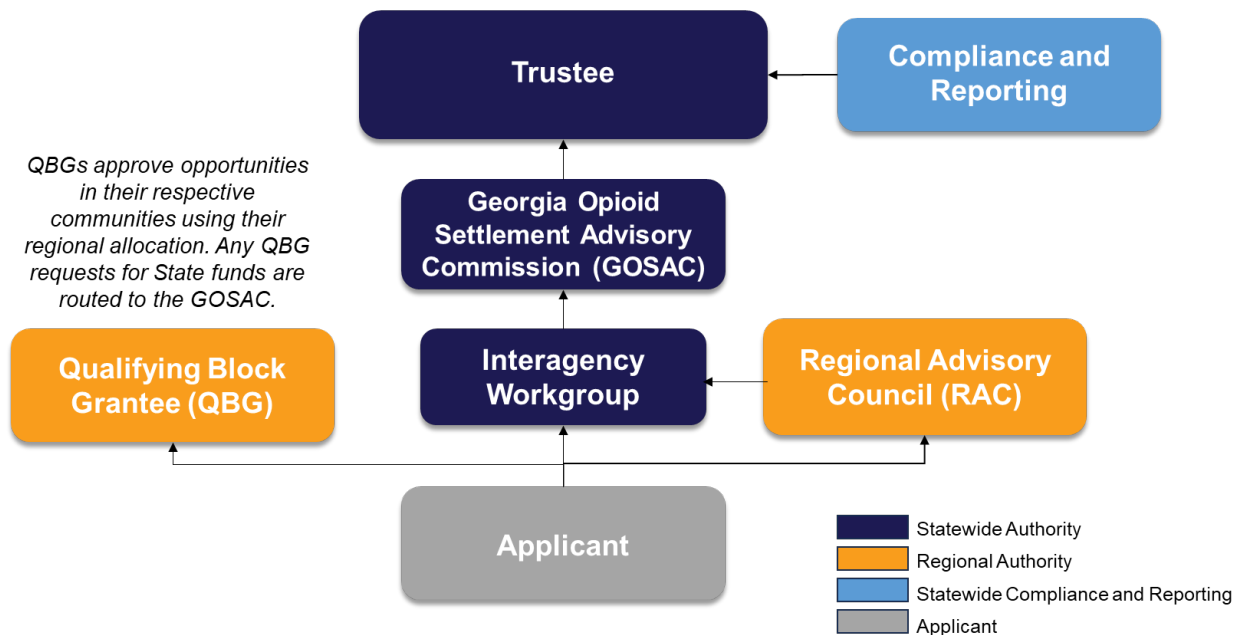 Trustee
Compliance and
Reporting
QBGs approve opportunities
in their respective
communities using their
regional allocation. Any QBG
requests for State funds are
routed to the GOSAC.
Georgia Opioid
Settlement Advisory
Commission (GOSAC)
Qualifying Block
Grantee (QBG)
Interagency
Workgroup
Regional Advisory
Council (RAC)
Applicant
Statewide Authority
Regional Authority
Statewide Compliance and Reporting
Applicant